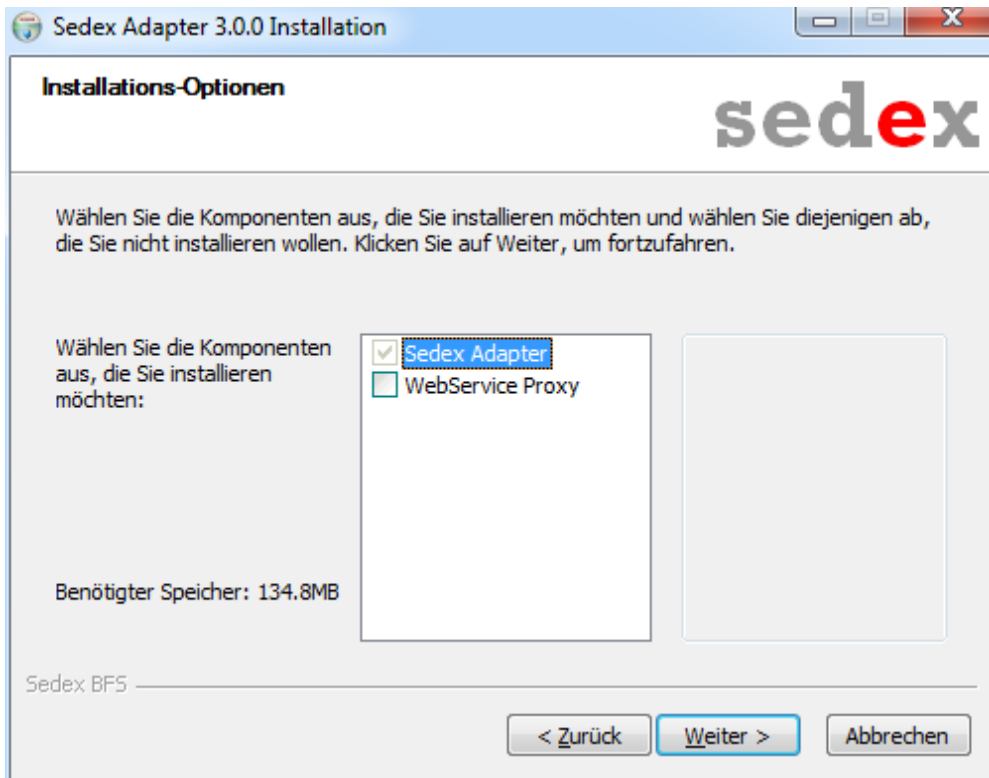 Sedex Adapter 3.0.0 Installation
Installations-Optionen
sedex
Wählen Sie die Komponenten aus, die Sie installieren möchten und wählen Sie diejenigen ab,
die Sie nicht installieren wollen. Klicken Sie auf Weiter, um fortzufahren.
Wählen Sie die Komponenten
aus, die Sie installieren
möchten:
Sedex Adapter
WebService Proxy
Benötigter Speicher: 134.8MB
Sedex BFS
< Zurück
Weiter >
Abbrechen